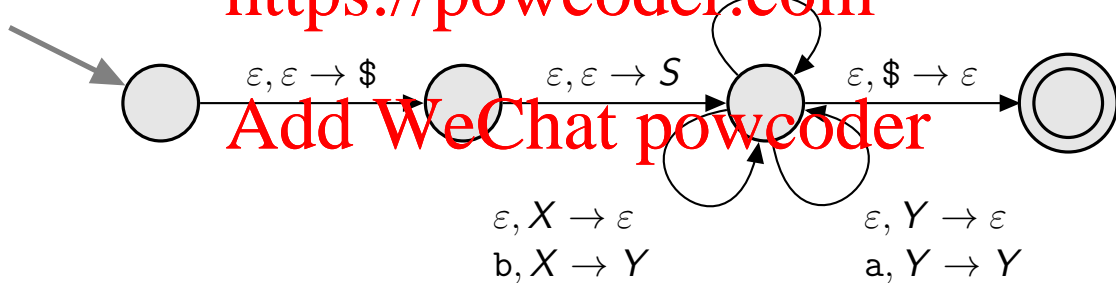 https://powcoder.com
ε, ε → $
ε, ε → S
ε, $ → ε
Add WeChat powcoder
ε, X → ε
ε, Y → ε
b, X → Y
a, Y → Y